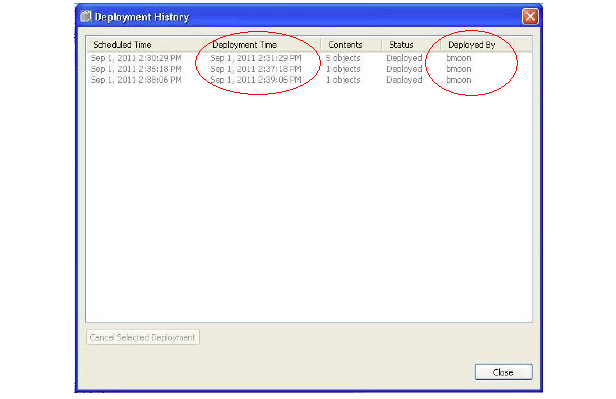 Deployment History
Scheduled Time Deployment Time Contents Status Deployed By
Sep 1, 2011 2:30:29 PM Sep 1, 2011 2:31:29 PM 5 objects Deployed bmoon
Sep 1, 2011 2:36:18 PM Sep 1, 2011 2:37:18 PM 1 objects Deployed bmoon
Sep 1, 2011 2:38:06 PM Sep 1, 2011 2:39:06 PM 1 objects Deployed bmoon
Cancel Selected Deployment
Close